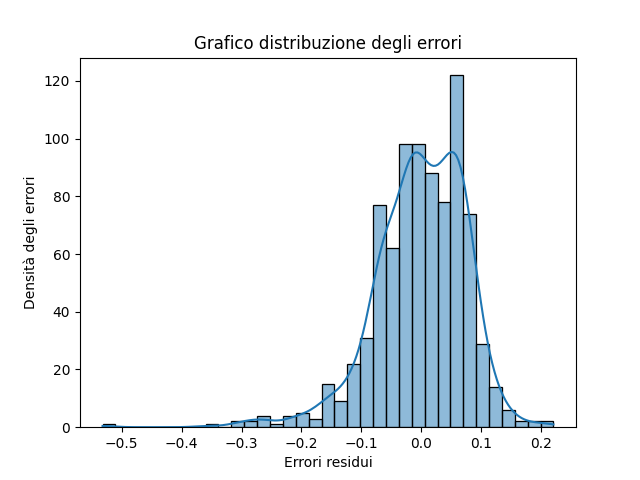 Grafico distribuzione degli errori
Densità degli errori
120
100
80
60
40
20
0
−0.5 −0.4 −0.3 −0.2 −0.1 0.0 0.1 0.2
Errori residui